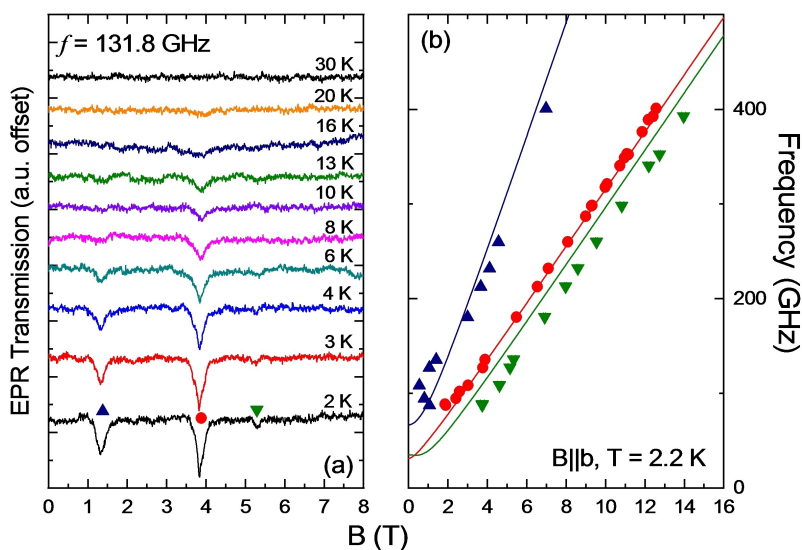 f = 131.8 GHz
(b)
30 K
20 K
16 K
13 K
10 K
8 K
6 K
4 K
3 K
2 K
(a)
EPR Transmission (a.u. offset)
B||b, T = 2.2 K
400
200
0
Frequency (GHz)
0 1 2 3 4 5 6 7 8
0 2 4 6 8 10 12 14 16
B (T)